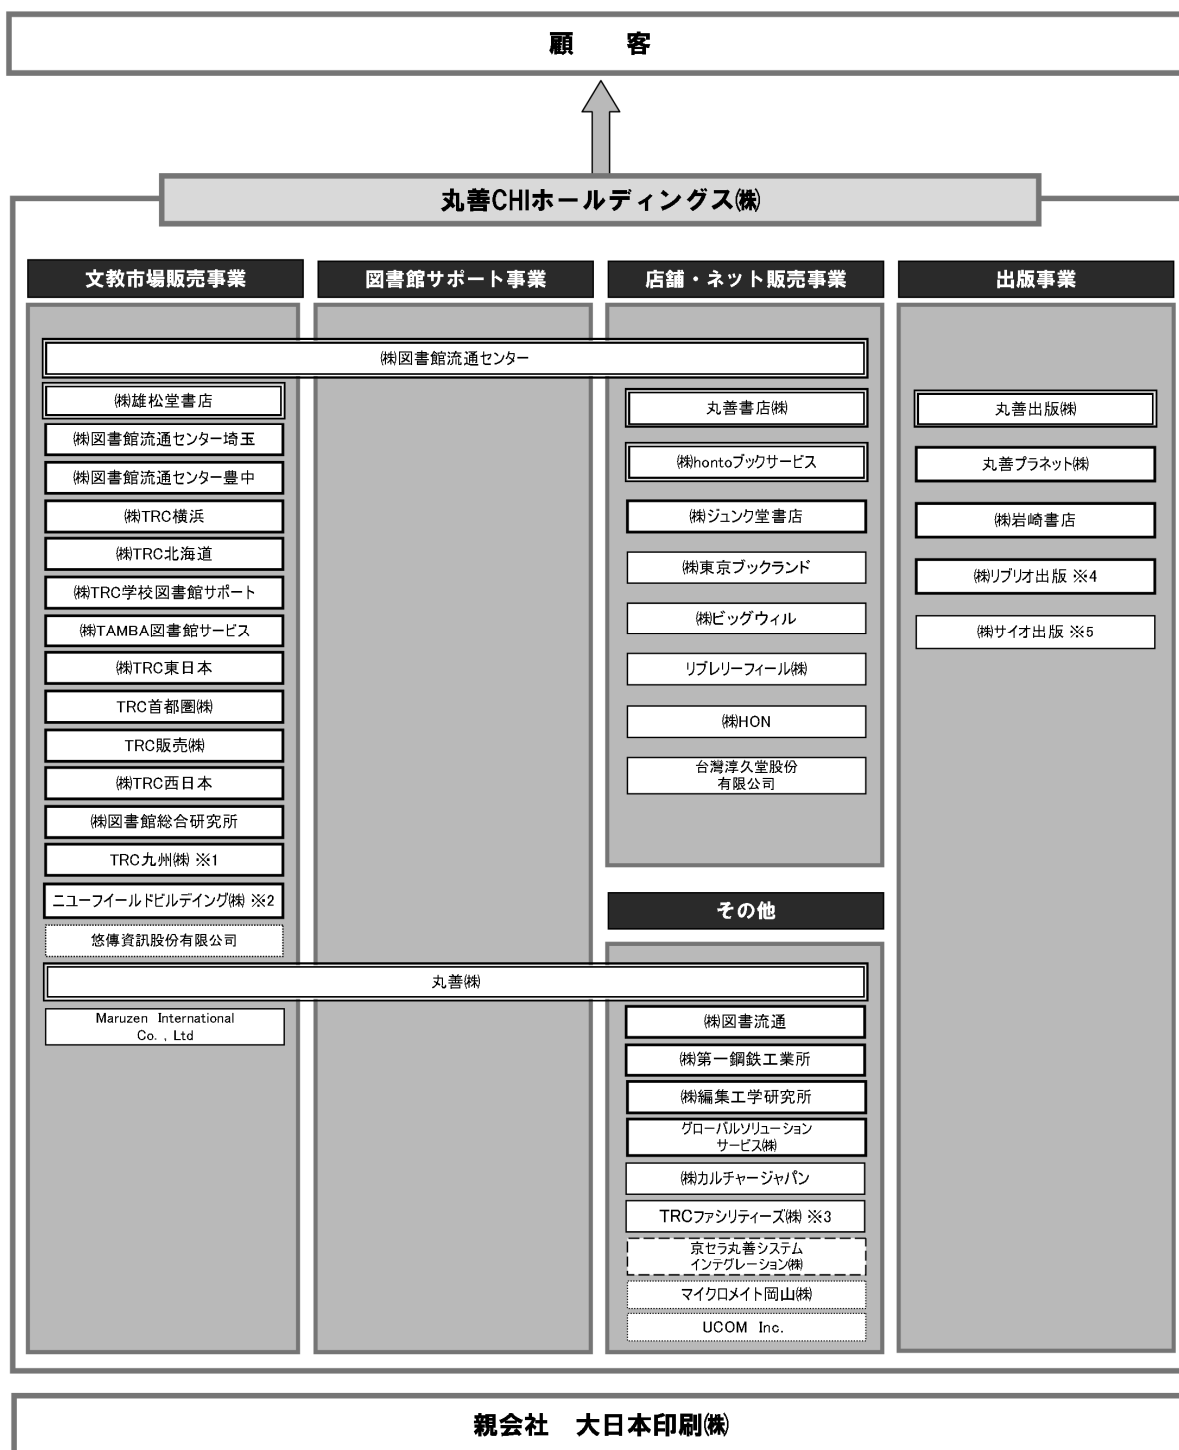 顧　客
丸善CHIホールディングス㈱
文教市場販売事業
図書館サポート事業
店舗・ネット販売事業
出版事業
㈱図書館流通センター
㈱雄松堂書店
㈱図書館流通センター埼玉
㈱図書館流通センター豊中
㈱TRC横浜
㈱TRC北海道
㈱TRC学校図書館サポート
㈱TAMBA図書館サービス
㈱TRC東日本
TRC首都圏㈱
TRC販売㈱
㈱TRC西日本
㈱図書館総合研究所
TRC九州㈱ ※1
ニューフイールドビルデイング㈱ ※2
悠傳資訊股份有限公司
丸善書店㈱
㈱hontoブックサービス
㈱ジュンク堂書店
㈱東京ブックランド
㈱ビッグウィル
リブレリーフィール㈱
㈱HON
台灣淳久堂股份
有限公司
丸善出版㈱
丸善プラネット㈱
㈱岩崎書店
㈱リブリオ出版 ※4
㈱サイオ出版 ※5
その他
丸善㈱
Maruzen International
Co. , Ltd
㈱図書流通
㈱第一鋼鉄工業所
㈱編集工学研究所
グローバルソリューション
サービス㈱
㈱カルチャージャパン
TRCファシリティーズ㈱ ※3
京セラ丸善システム
インテグレーション㈱
マイクロメイト岡山㈱
UCOM Inc.
親会社　大日本印刷㈱